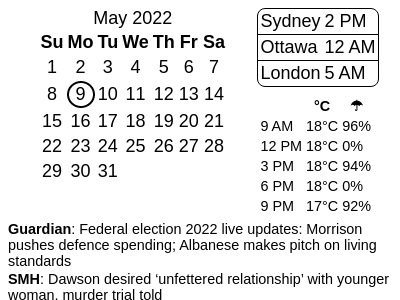 May 2022
Su Mo Tu We Th Fr Sa
1 2 3 4 5 6 7
8 9 10 11 12 13 14
15 16 17 18 19 20 21
22 23 24 25 26 27 28
29 30 31
Sydney 2 PM
Ottawa 12 AM
London 5 AM
°C ☂
9 AM 18°C 96%
12 PM 18°C 0%
3 PM 18°C 94%
6 PM 18°C 0%
9 PM 17°C 92%
Guardian: Federal election 2022 live updates: Morrison
pushes defence spending; Albanese makes pitch on living
standards
SMH: Dawson desired ‘unfettered relationship’ with younger
woman, murder trial told